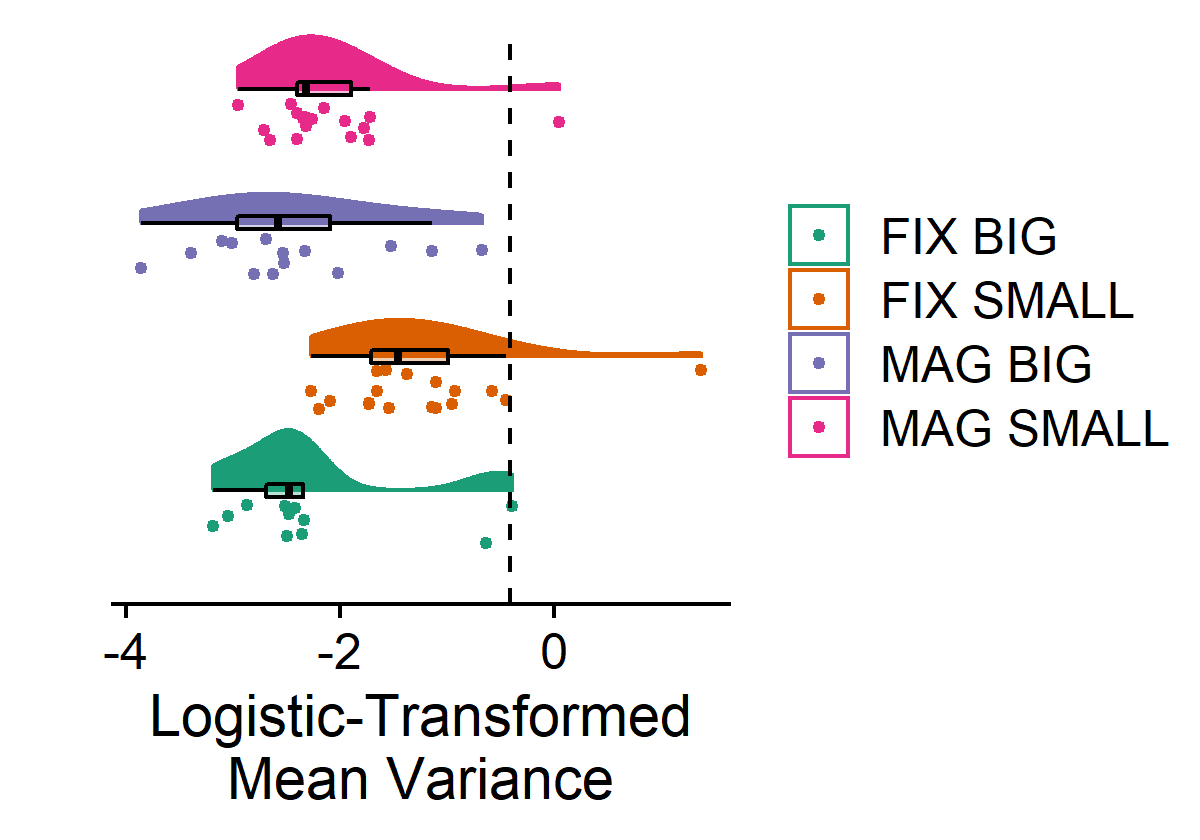 FIX BIG
FIX SMALL
MAG BIG
MAG SMALL
-4 -2 0
Logistic-Transformed
Mean Variance